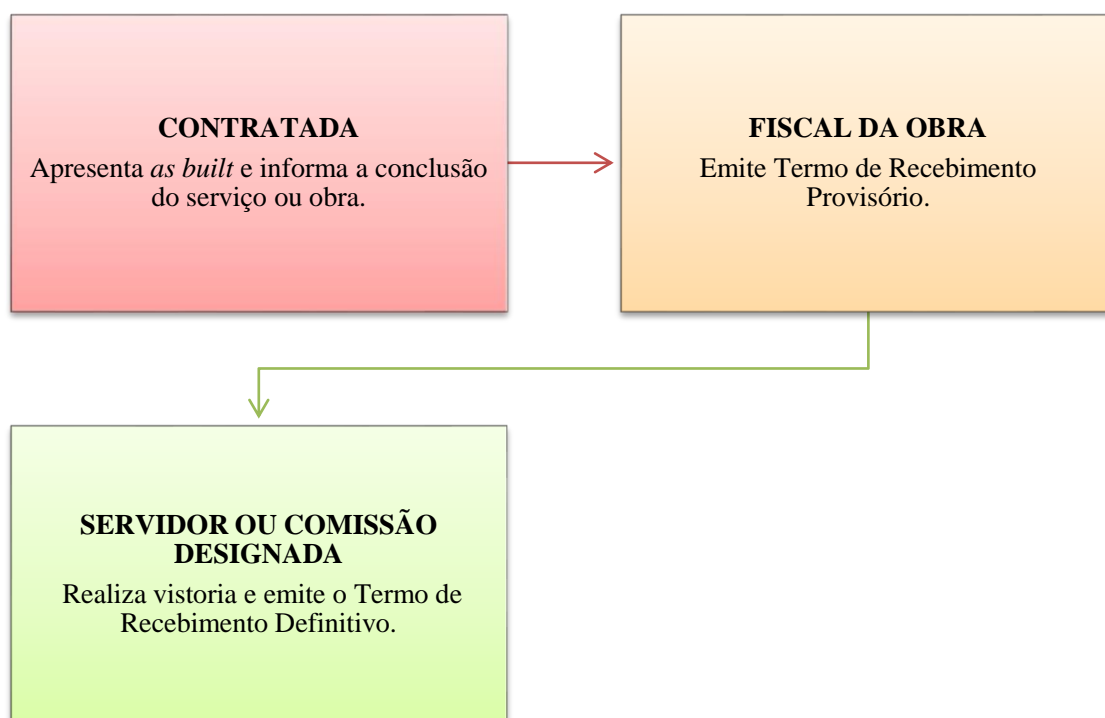 CONTRATADA
Apresenta as built e informa a conclusão
do serviço ou obra.
FISCAL DA OBRA
Emite Termo de Recebimento
Provisório.
SERVIDOR OU COMISSÃO
DESIGNADA
Realiza vistoria e emite o Termo de
Recebimento Definitivo.